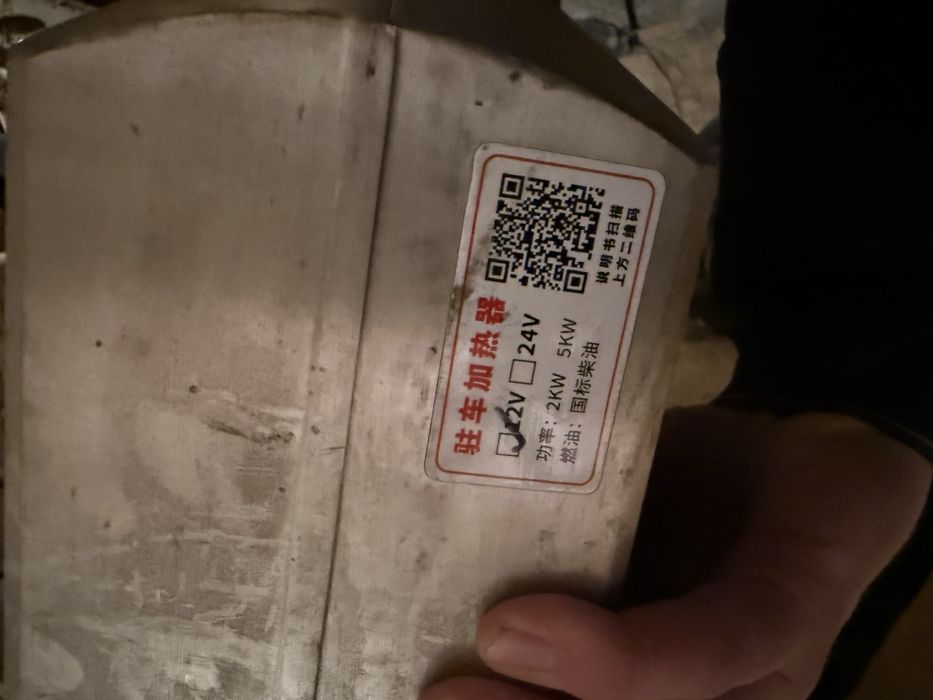 驻车加热器
12V 24V
功率: 2KW 5KW
燃油: 国标柴油
说明书扫描
上方二维码